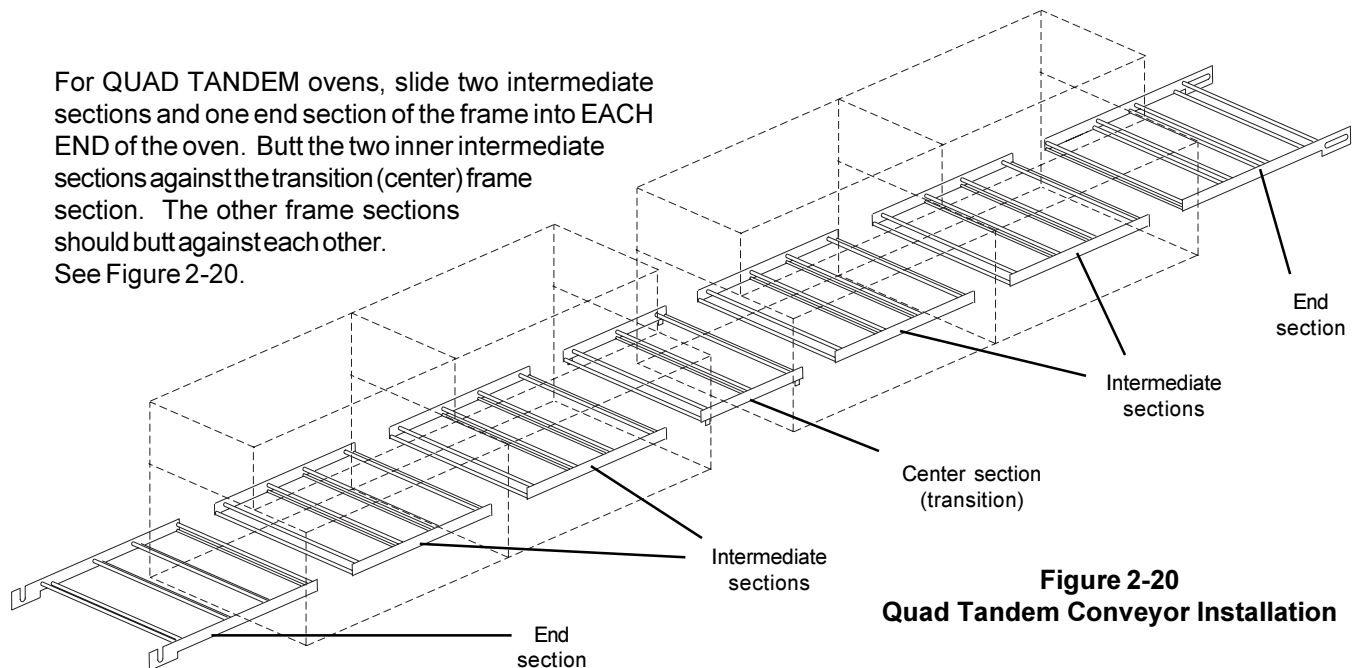 For QUAD TANDEM ovens, slide two intermediate
sections and one end section of the frame into EACH
END of the oven. Butt the two inner intermediate
sections against the transition (center) frame
section. The other frame sections
should butt against each other.
See Figure 2-20.
End
section
Intermediate
sections
Center section
(transition)
Intermediate
sections
End
section
Figure 2-20
Quad Tandem Conveyor Installation